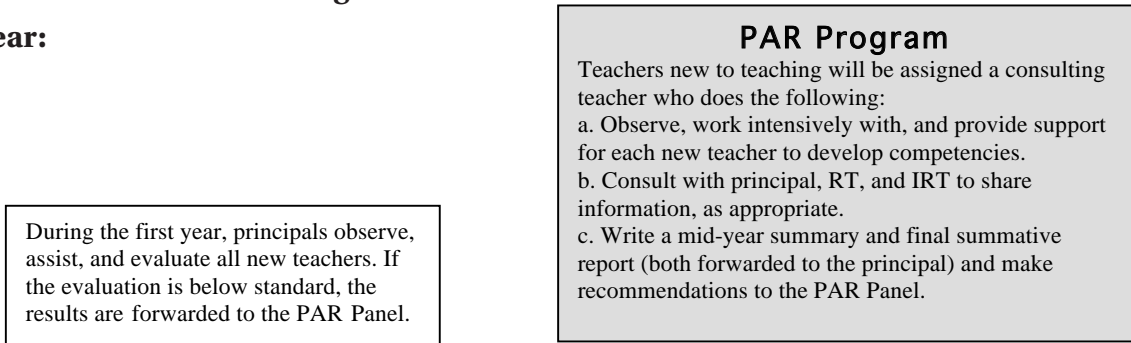 ear:
PAR Program
Teachers new to teaching will be assigned a consulting
teacher who does the following:
a. Observe, work intensively with, and provide support
for each new teacher to develop competencies.
b. Consult with principal, RT, and IRT to share
information, as appropriate.
c. Write a mid-year summary and final summative
report (both forwarded to the principal) and make
recommendations to the PAR Panel.
During the first year, principals observe,
assist, and evaluate all new teachers. If
the evaluation is below standard, the
results are forwarded to the PAR Panel.